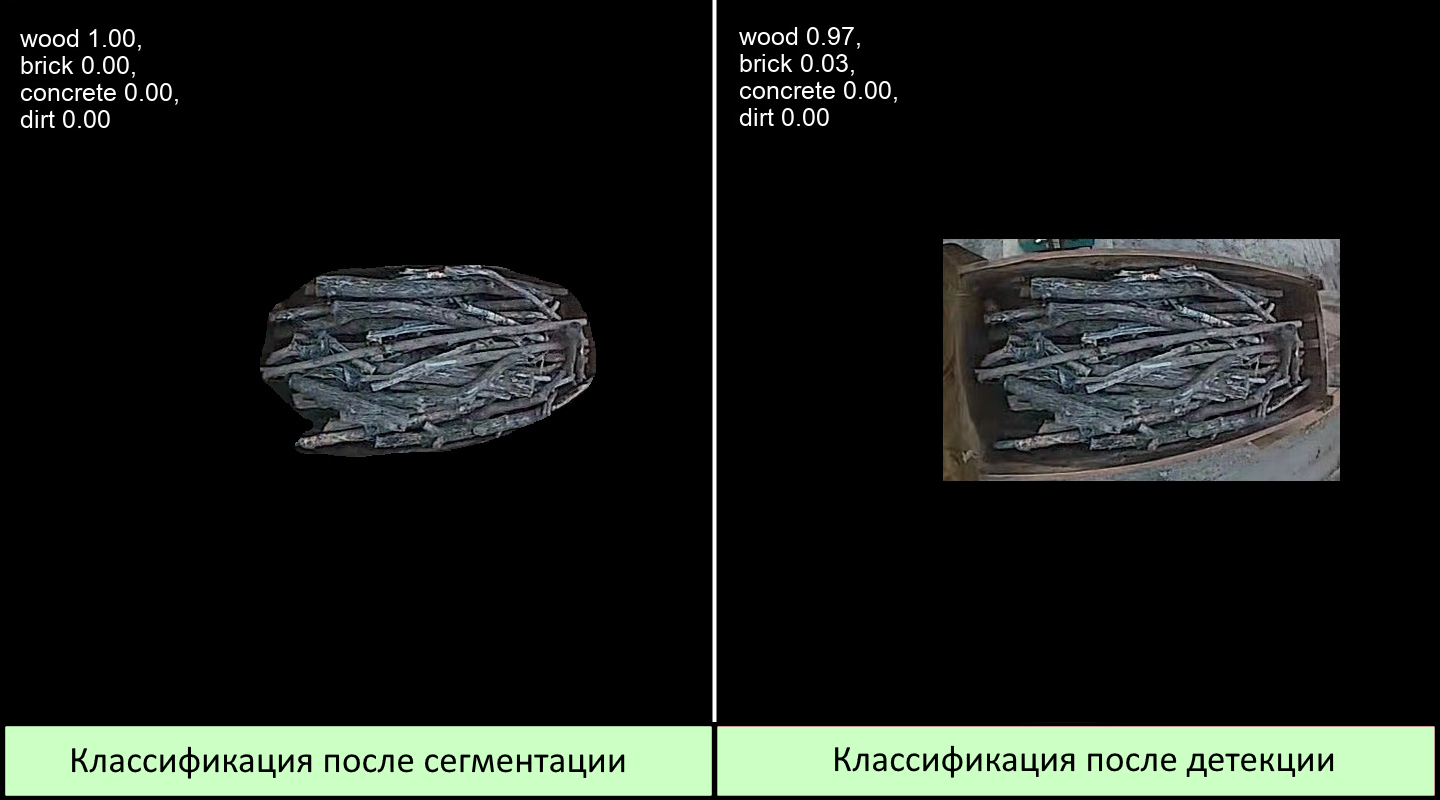 wood 1.00,
brick 0.00,
concrete 0.00,
dirt 0.00
wood 0.97,
brick 0.03,
concrete 0.00,
dirt 0.00
Классификация после сегментации
Классификация после детекции